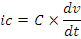 ic = C × dv/dt